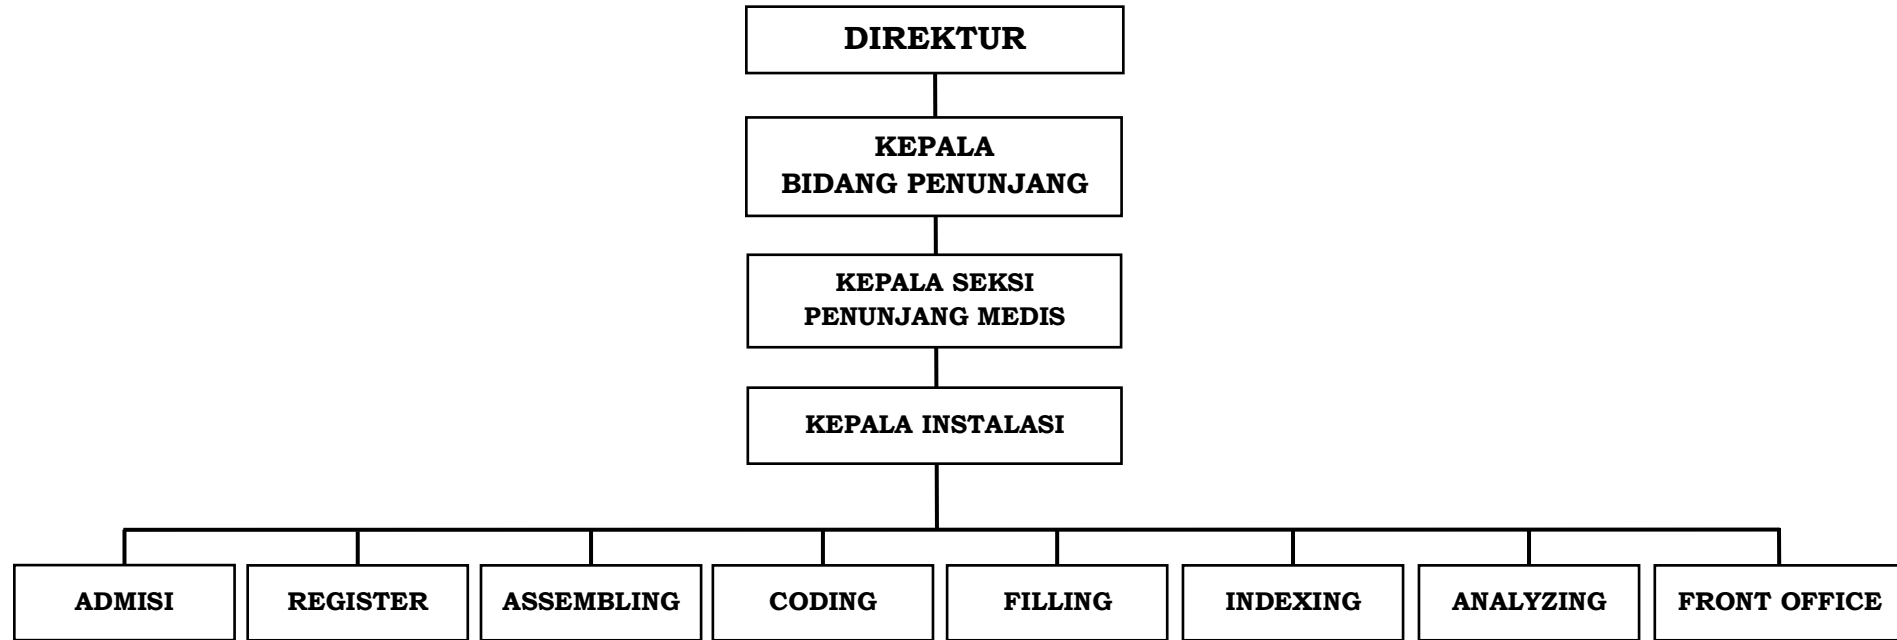 DIREKTUR
KEPALA
BIDANG PENUNJANG
KEPALA SEKSI
PENUNJANG MEDIS
KEPALA INSTALASI
ADMISI
REGISTER
ASSEMBLING
CODING
FILLING
INDEXING
ANALYZING
FRONT OFFICE